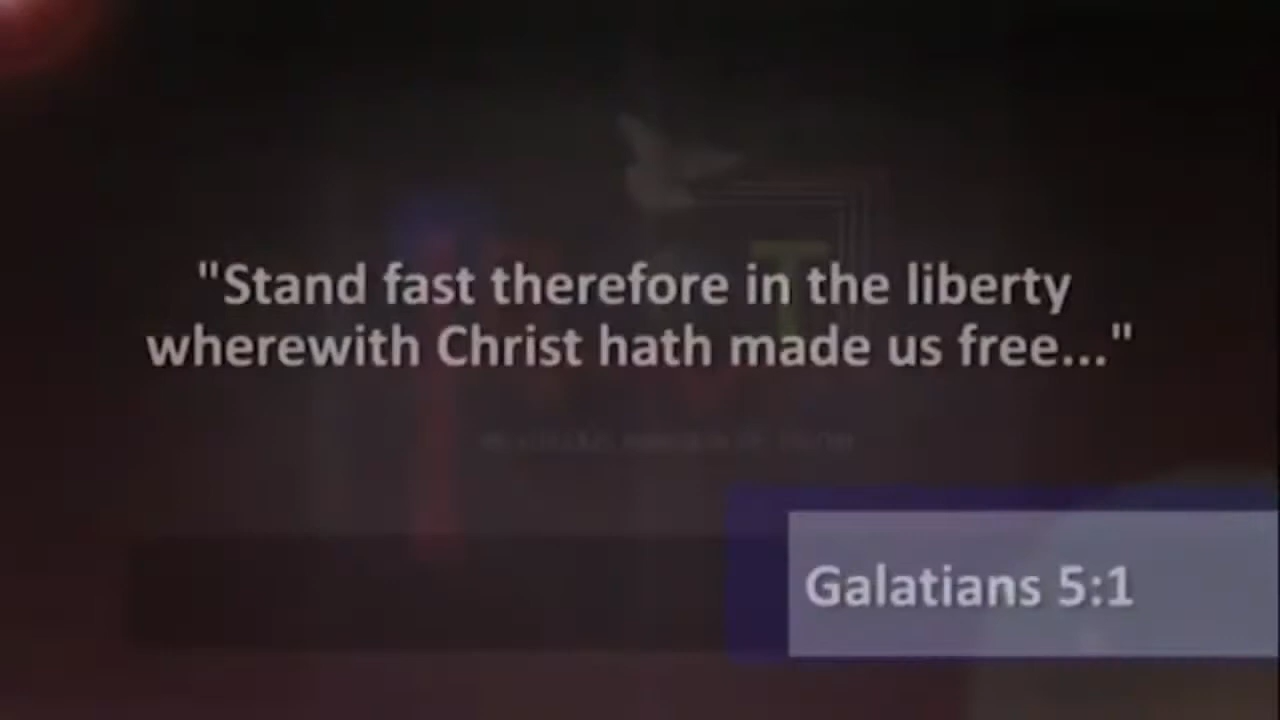 "Stand fast therefore in the liberty
wherewith Christ hath made us free..."
Galatians 5:1